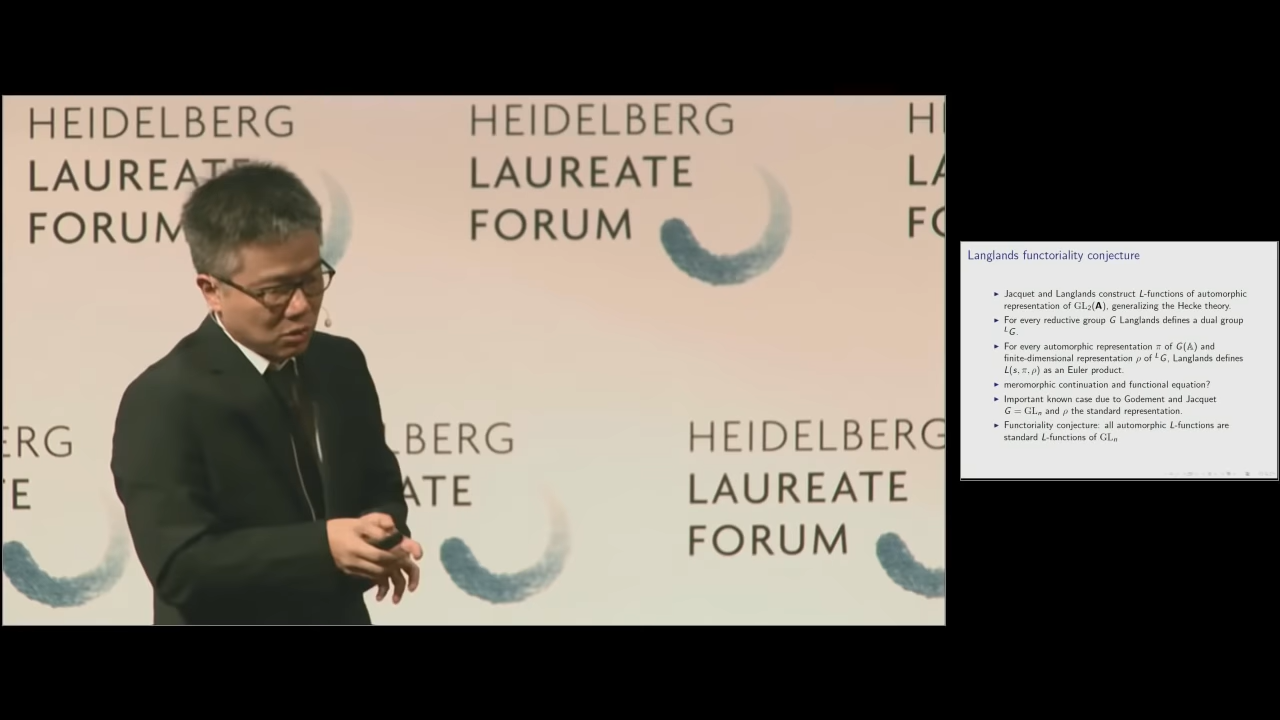 HEIDELBERG
LAUREATE
FORUM
HEIDELBERG
LAUREATE
FORUM
LBERG
ATE
HEIDELBERG
LAUREATE
FORUM
Langlands functoriality conjecture
Jacquet and Langlands construct L-functions of automorphic
representation of GL₂(A), generalizing the Hecke theory.
For every reductive group G Langlands defines a dual group
ᴸG.
For every automorphic representation π of G(𝔸) and
finite-dimensional representation ρ of ᴸG, Langlands defines
L(s, π, ρ) as an Euler product.
meromorphic continuation and functional equation?
Important known case due to Godement and Jacquet
G = GLₙ and ρ the standard representation.
Functoriality conjecture: all automorphic L-functions are
standard L-functions of GLₙ